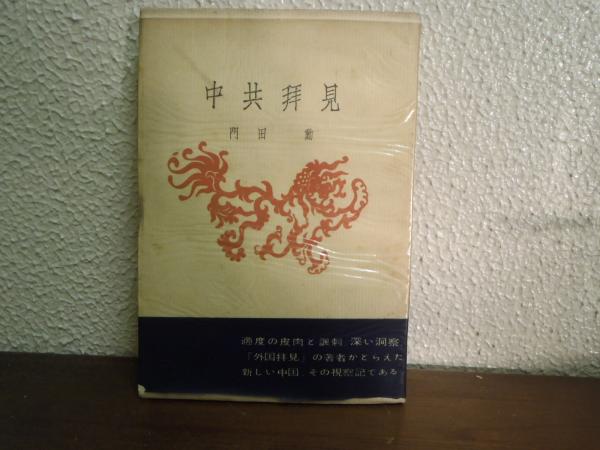 中共拝見
門田 勲
適度の皮肉と諷刺 深い洞察
「外国拝見」の著者がとらえた
新しい中国 その視察記である